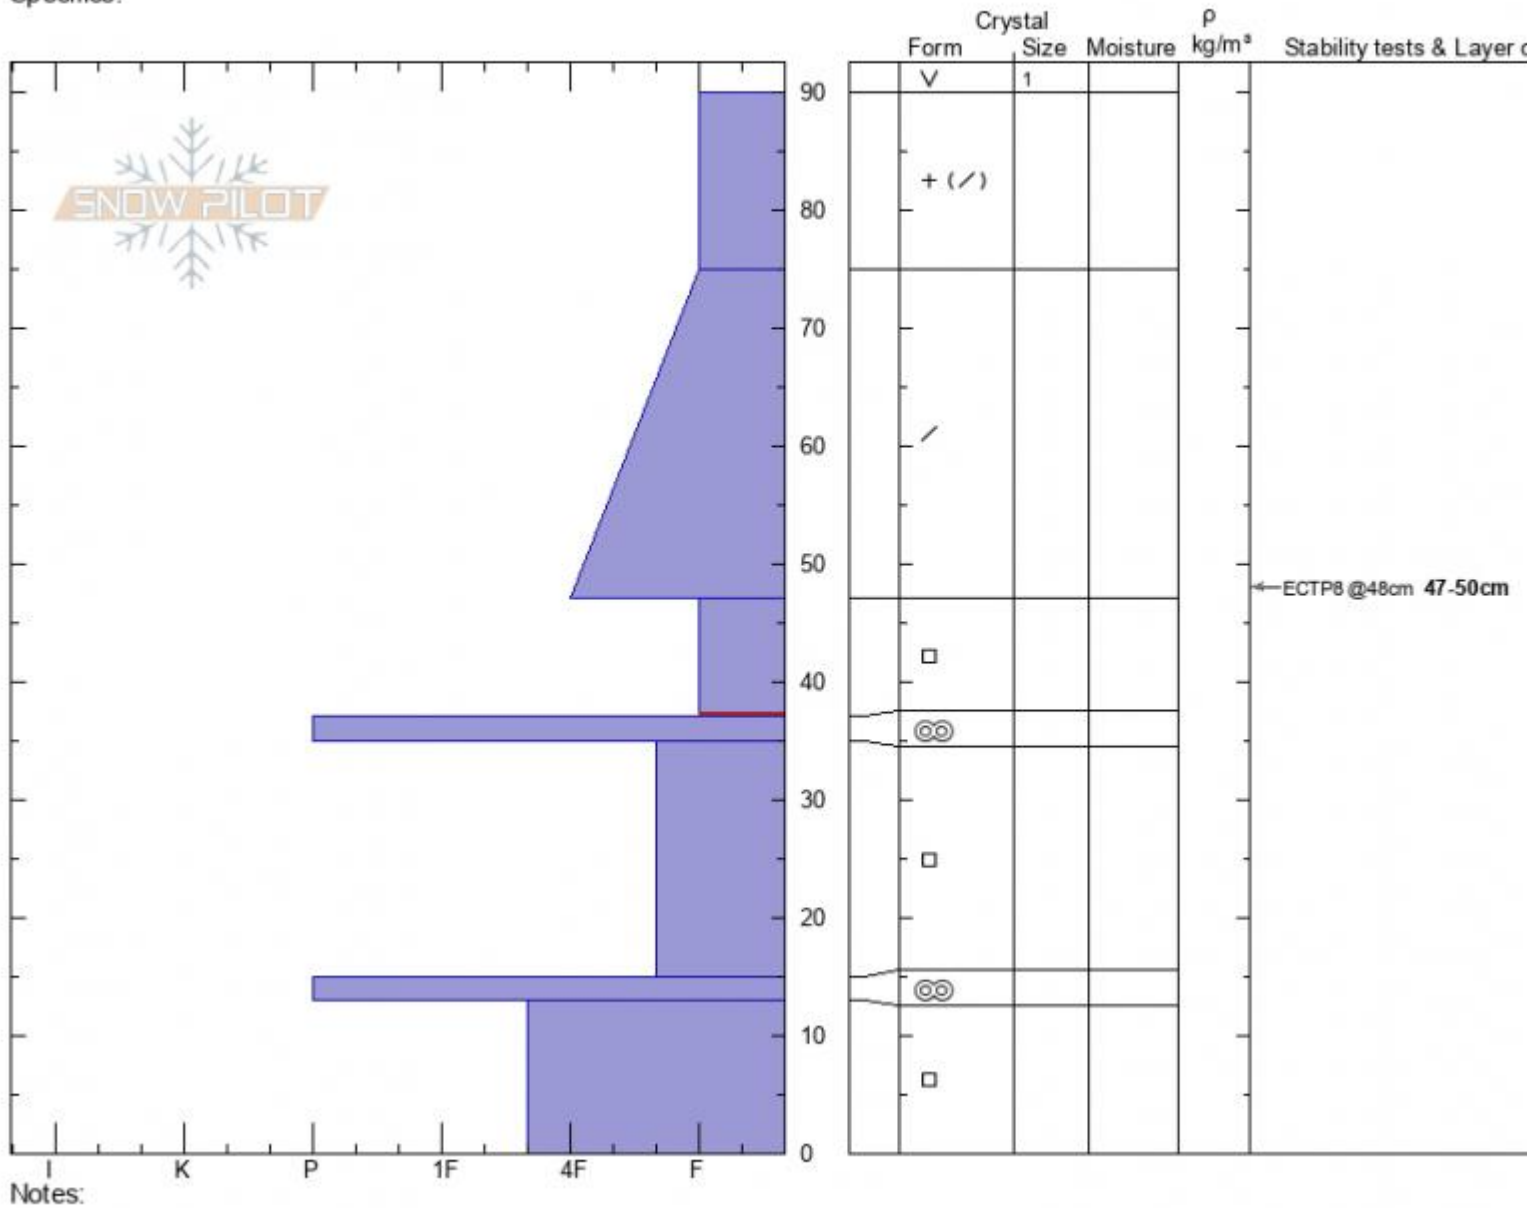 Specifics:
Crystal ρ
Form Size Moisture kg/m³ Stability tests & Layer c
V 1
90
SNOW PILOT
+ (/)
80
70
60
/
50
ECTP8 @48cm 47-50cm
40
30
20
10
0
I K P 1F 4F F
Notes: